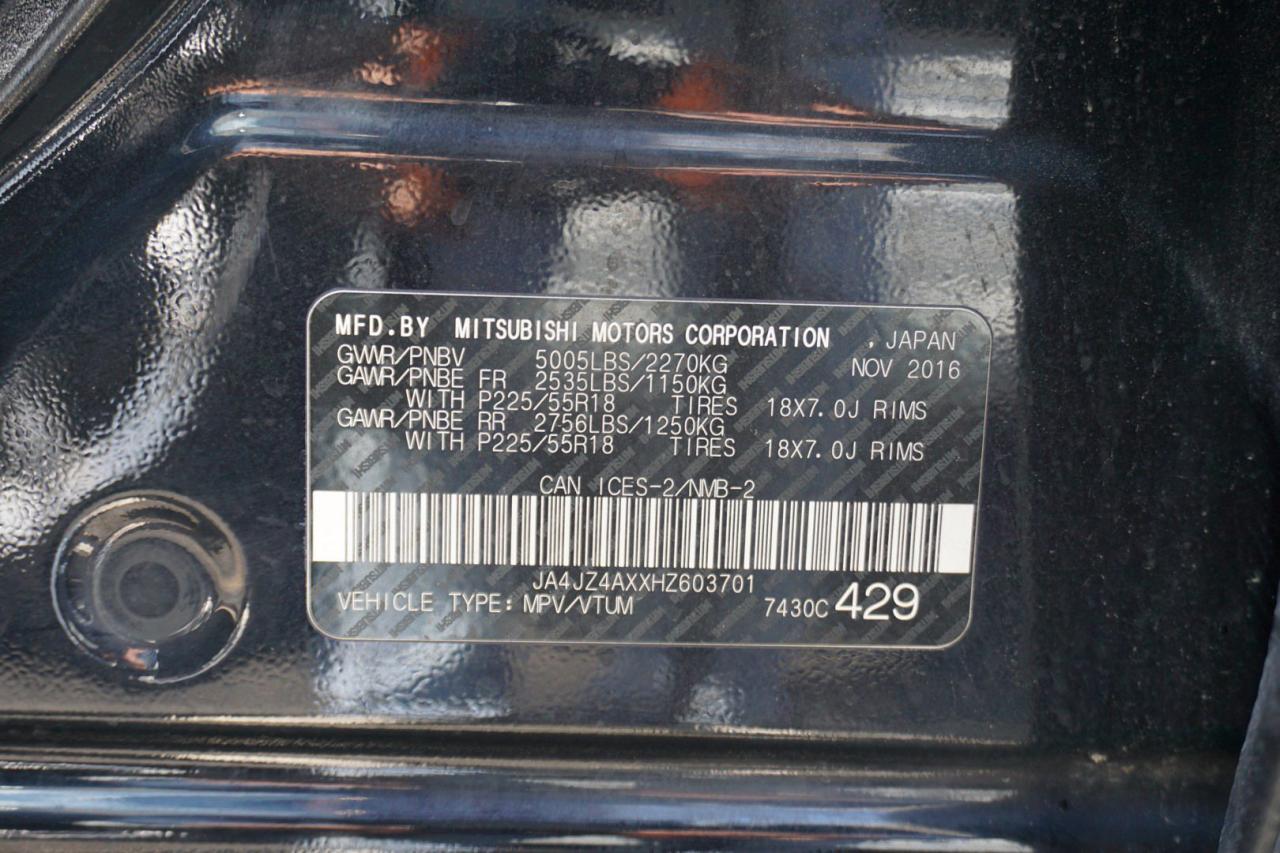 MFD.BY MITSUBISHI MOTORS CORPORATION , JAPAN
GVWR/PNBV 5005LBS/2270KG NOV 2016
GAWR/PNBE FR 2535LBS/1150KG
WITH P225/55R18 TIRES 18X7.0J RIMS
GAWR/PNBE RR 2756LBS/1250KG
WITH P225/55R18 TIRES 18X7.0J RIMS
CAN ICES-2/NMB-2
JA4JZ4AXXHZ603701
VEHICLE TYPE:MPV/VTUM 7430C 429